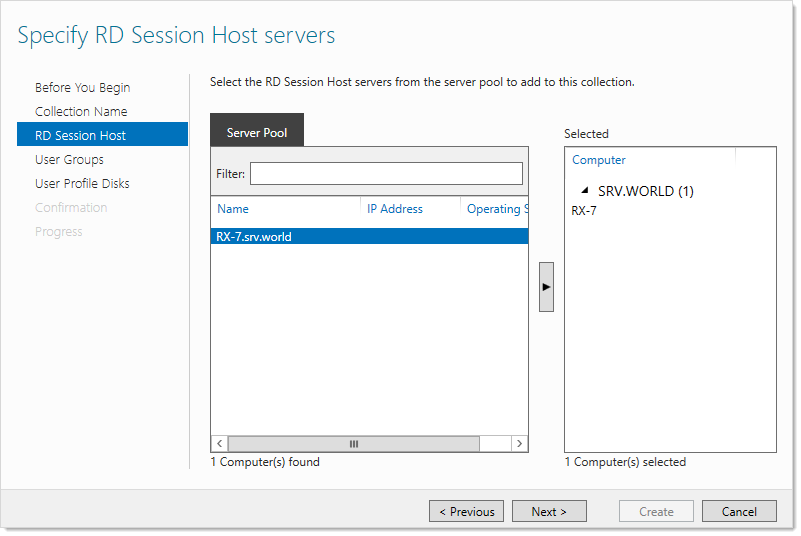 Specify RD Session Host servers
Before You Begin
Collection Name
RD Session Host
User Groups
User Profile Disks
Confirmation
Progress
Select the RD Session Host servers from the server pool to add to this collection.
Server Pool
Filter:
Name IP Address Operating S
RX-7.srv.world
1 Computer(s) found
Selected
Computer
SRV.WORLD (1)
RX-7
1 Computer(s) selected
< Previous Next > Create Cancel